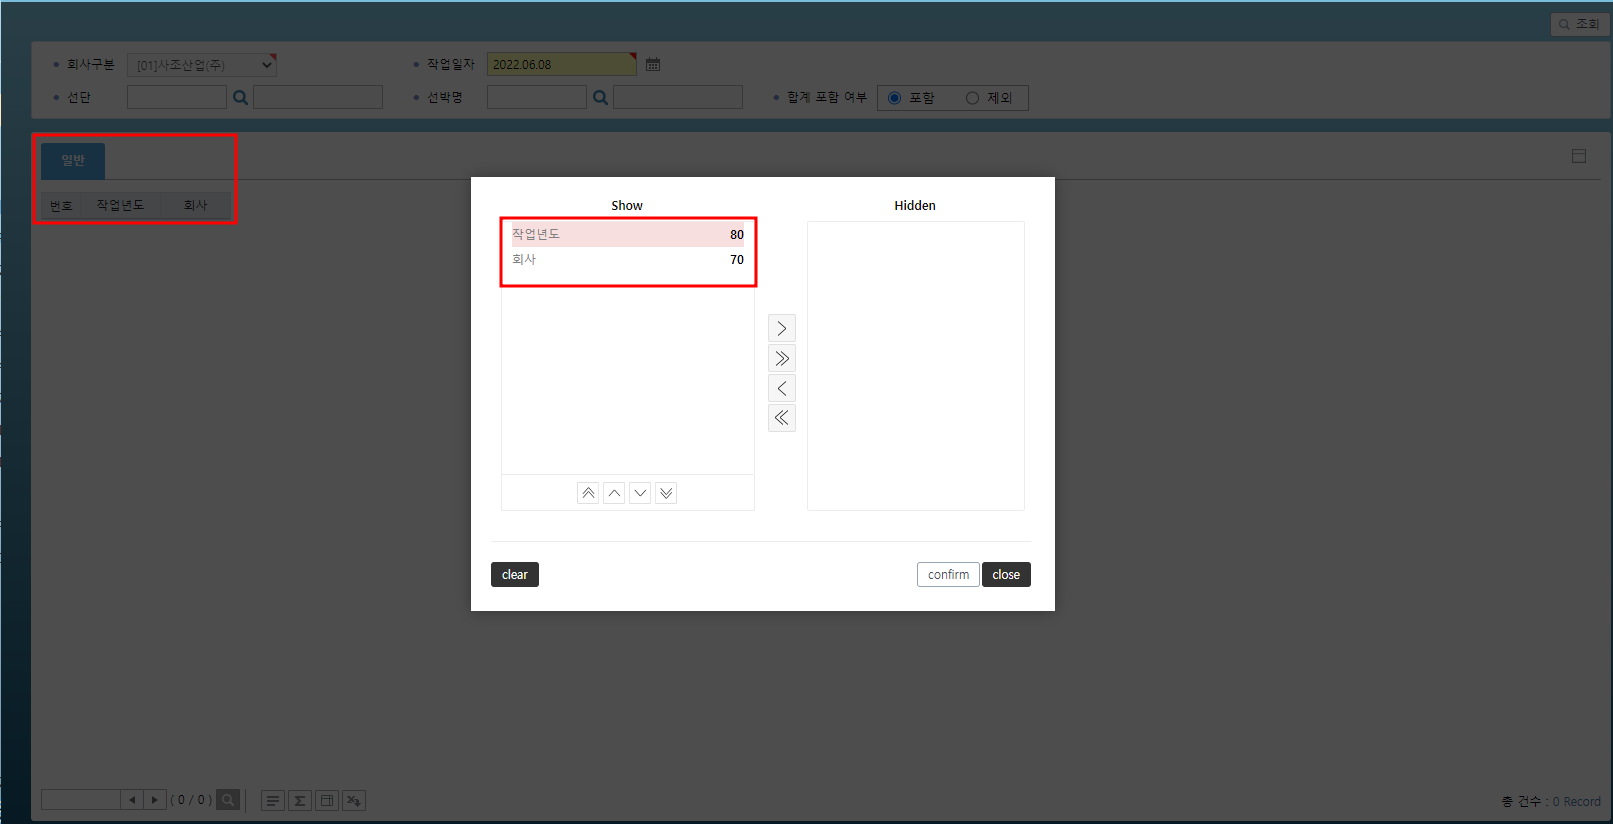 조회
회사구분 [01]사조산업(주) 작업일자 2022.06.08
선단 선박명 합계 포함 여부 포함 제외
일반
번호 작업년도 회사
Show Hidden
작업년도 80
회사 70
clear confirm close
( 0 / 0 ) 총 건수 : 0 Record